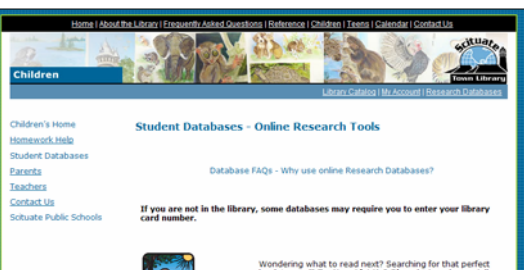 Home | About the Library | Frequently Asked Questions | Reference | Children | Teens | Calendar | Contact Us
Scituate
Town Library
Children
Library Catalog | My Account | Research Databases
Children's Home
Homework Help
Student Databases
Parents
Teachers
Contact Us
Scituate Public Schools
Student Databases - Online Research Tools
Database FAQs - Why use online Research Databases?
If you are not in the library, some databases may require you to enter your library
card number.
Wondering what to read next? Searching for that perfect